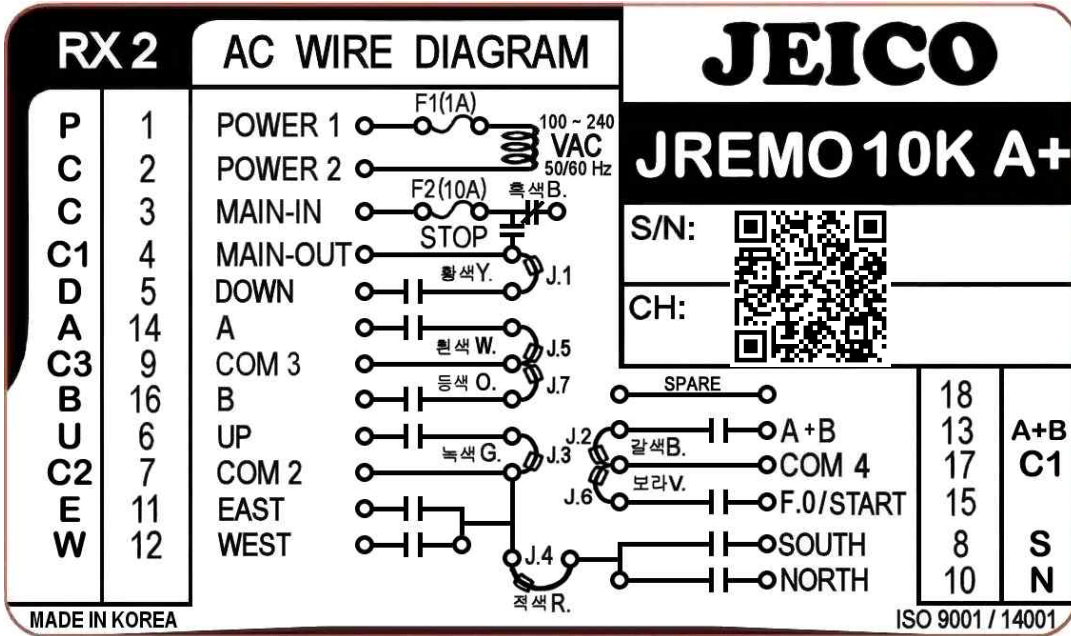 RX 2 AC WIRE DIAGRAM
JEICO
JREMO 10K A+
S/N:
CH:
P 1 POWER 1 F1(1A) 100 ~ 240
VAC
C 2 POWER 2 50/60 Hz
C 3 MAIN-IN F2(10A) 흑색B.
STOP
C1 4 MAIN-OUT
황색Y. J.1
D 5 DOWN
A 14 A
흰색 W. J.5
C3 9 COM 3
등색 O. J.7
B 16 B
U 6 UP
녹색 G. J.3
C2 7 COM 2
E 11 EAST
W 12 WEST
J.4
적색R.
SPARE 18
J.2 A+B 13 A+B
갈색B.
COM 4 17 C1
보라V.
J.6 F.0/START 15
SOUTH 8 S
NORTH 10 N
MADE IN KOREA
ISO 9001 / 14001